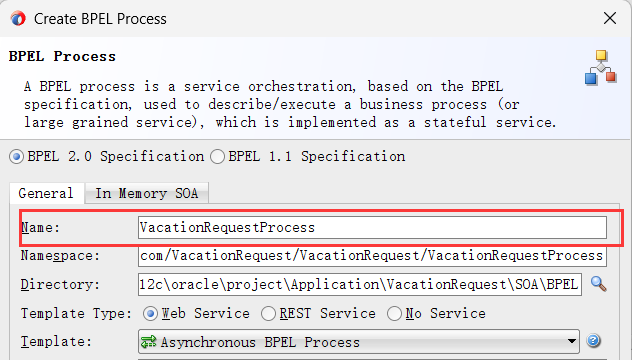 Create BPEL Process
BPEL Process
A BPEL process is a service orchestration, based on the BPEL
specification, used to describe/execute a business process (or
large grained service), which is implemented as a stateful service.
BPEL 2.0 Specification BPEL 1.1 Specification
General In Memory SOA
Name: VacationRequestProcess
Namespace: com/VacationRequest/VacationRequest/VacationRequestProcess
Directory: 12c\oracle\project\Application\VacationRequest\SOA\BPEL
Template Type: Web Service REST Service No Service
Template: Asynchronous BPEL Process